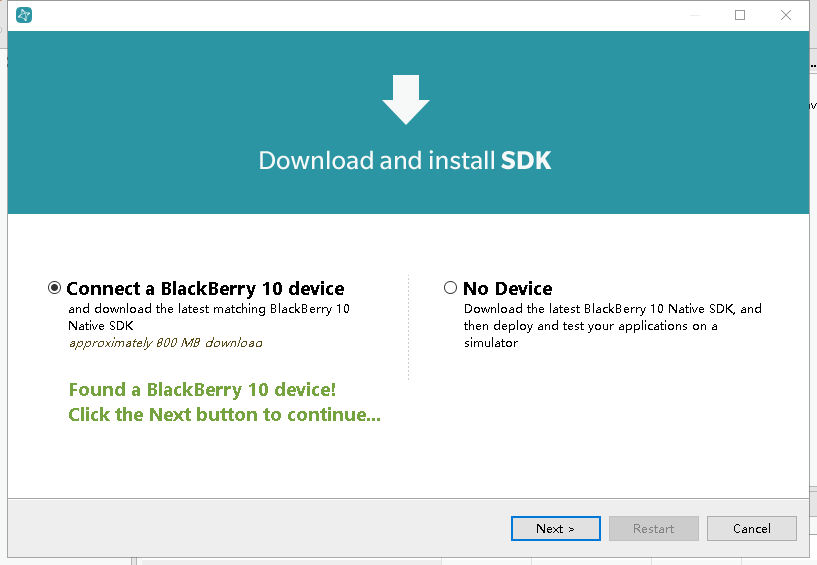 Download and install SDK
Connect a BlackBerry 10 device
and download the latest matching BlackBerry 10
Native SDK
approximately 800 MB download
Found a BlackBerry 10 device!
Click the Next button to continue...
No Device
Download the latest BlackBerry 10 Native SDK, and
then deploy and test your applications on a
simulator
Next >
Restart
Cancel